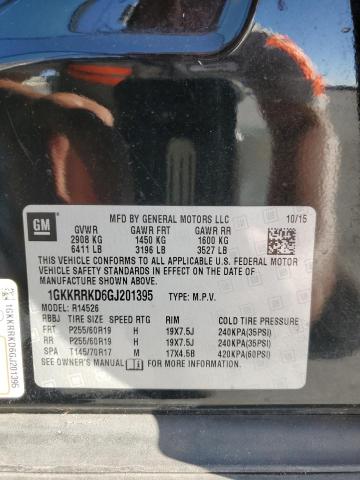 GM
MFD BY GENERAL MOTORS LLC 10/15
GVWR GAWR FRT GAWR RR
2908 KG 1450 KG 1600 KG
6411 LB 3196 LB 3527 LB
THIS VEHICLE CONFORMS TO ALL APPLICABLE U.S. FEDERAL
MOTOR VEHICLE SAFETY STANDARDS IN EFFECT ON THE DATE
OF MANUFACTURE SHOWN ABOVE.
1GKKRRKD6GJ201395 TYPE: M.P.V.
MODEL: R14526
RBBJ TIRE SIZE SPEED RTG RIM COLD TIRE PRESSURE
FRT P255/60R19 H 19X7.5J 240KPA(35PSI)
RR P255/60R19 H 19X7.5J 240KPA(35PSI)
SPA T145/70R17 M 17X4.5B 420KPA(60PSI)
SEE OWNER'S MANUAL FOR MORE INFORMATION.
1GKKRRKD6GJ201395